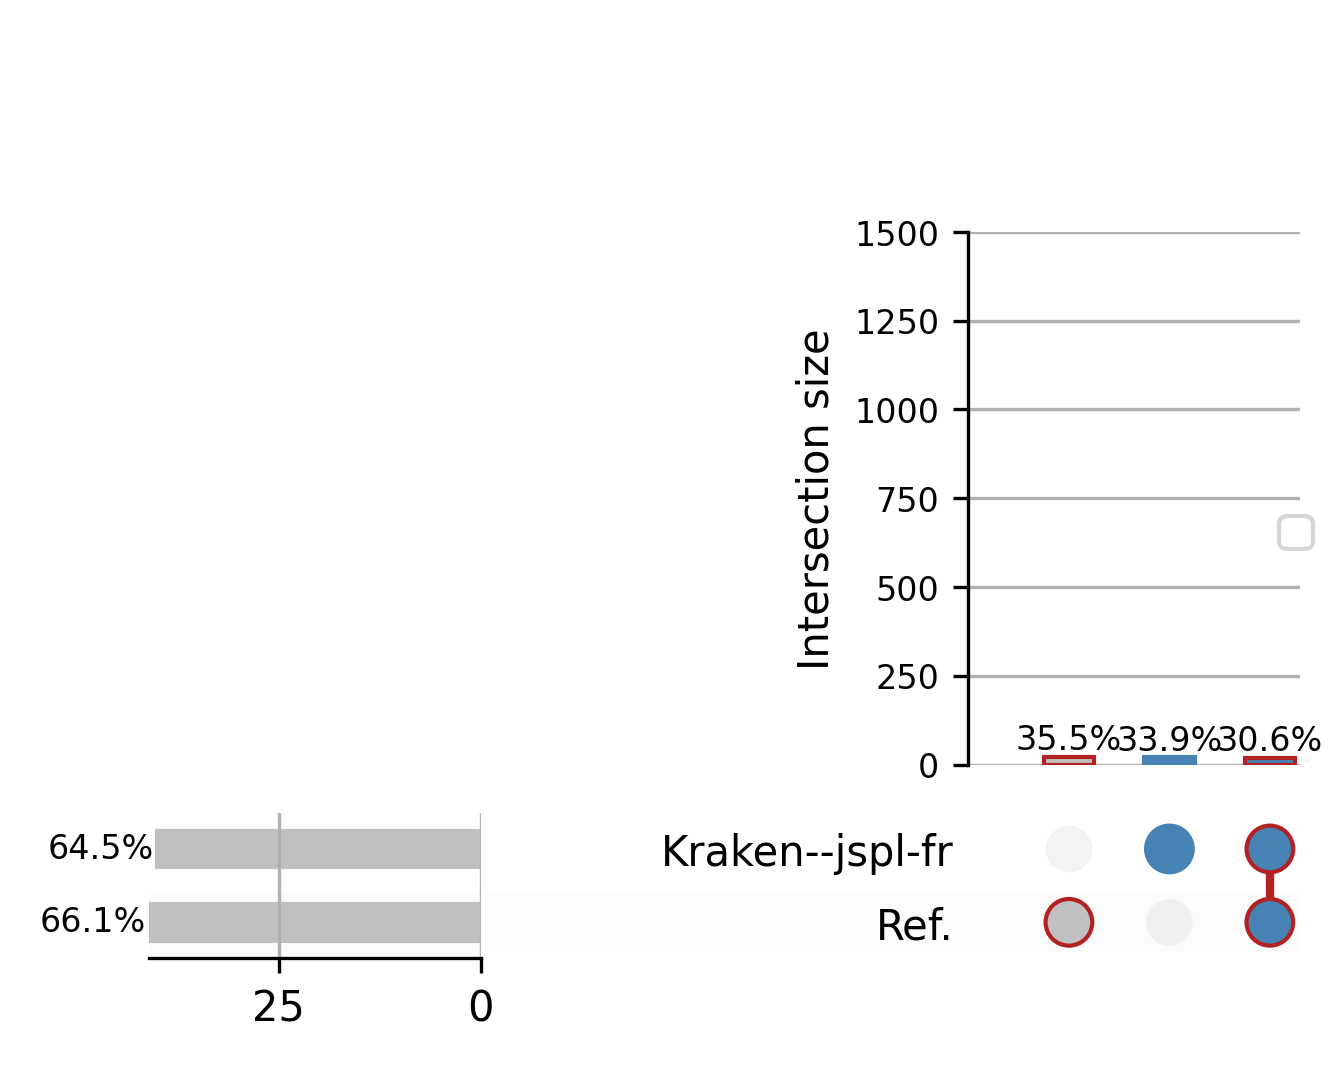 1500
1250
1000
750
500
250
0
Intersection size
35.5% 33.9% 30.6%
64.5%
66.1%
Kraken--jspl-fr
Ref.
25 0